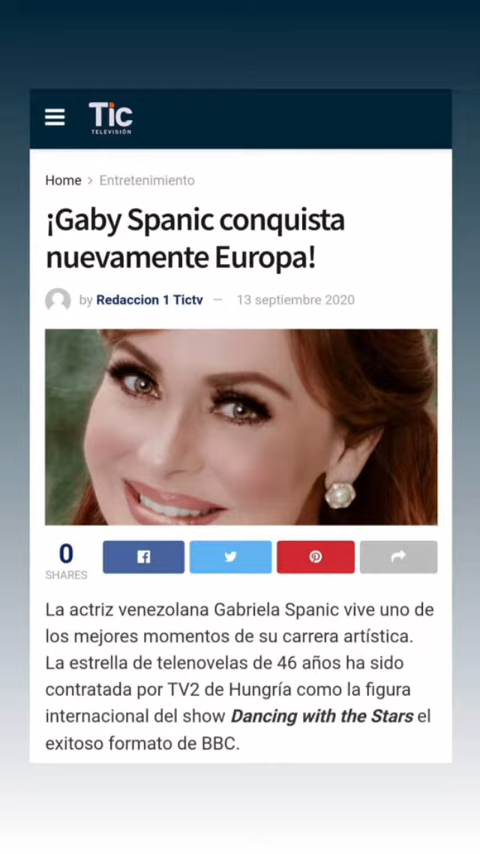 Tic
TELEVISIÓN
Home > Entretenimiento
¡Gaby Spanic conquista
nuevamente Europa!
by Redaccion 1 Tictv — 13 septiembre 2020
0
SHARES
La actriz venezolana Gabriela Spanic vive uno de
los mejores momentos de su carrera artística.
La estrella de telenovelas de 46 años ha sido
contratada por TV2 de Hungría como la figura
internacional del show Dancing with the Stars el
exitoso formato de BBC.